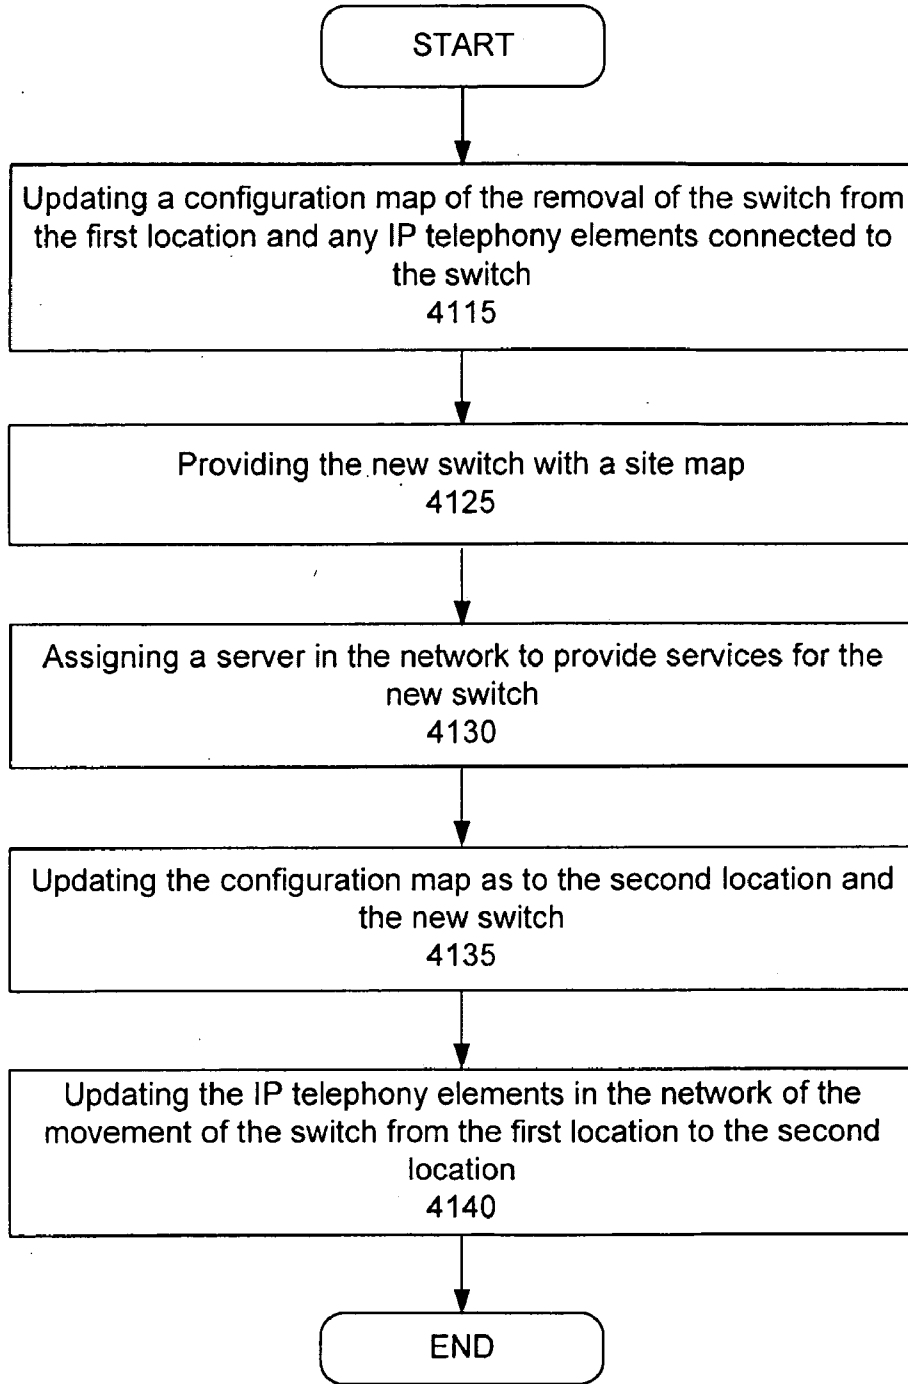 START
Updating a configuration map of the removal of the switch from
the first location and any IP telephony elements connected to
the switch
4115
Providing the new switch with a site map
4125
Assigning a server in the network to provide services for the
new switch
4130
Updating the configuration map as to the second location and
the new switch
4135
Updating the IP telephony elements in the network of the
movement of the switch from the first location to the second
location
4140
END